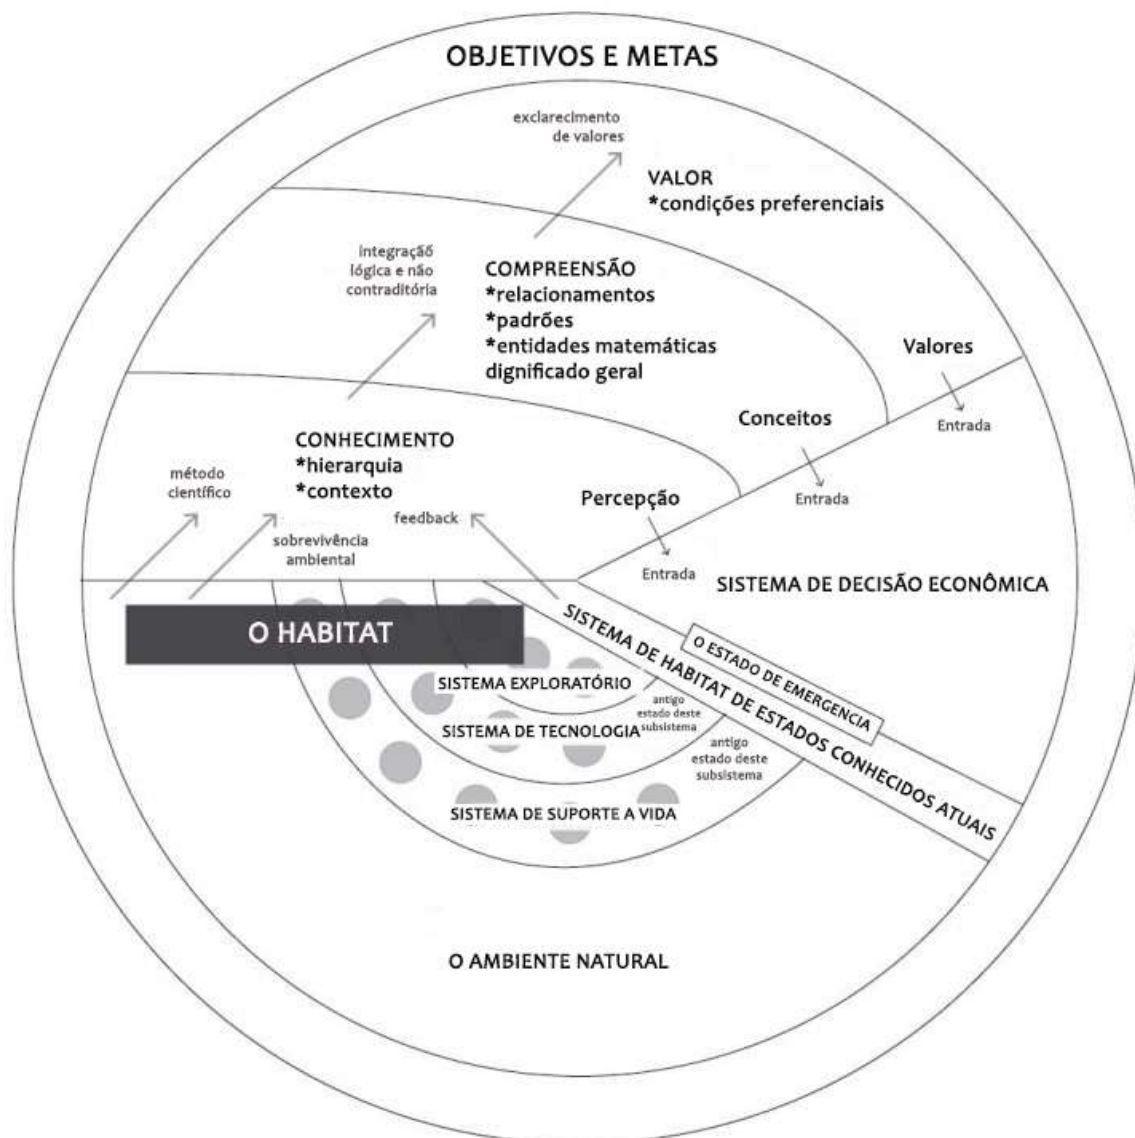 OBJETIVOS E METAS
exclarecimento
de valores
VALOR
*condições preferenciais
integração
lógica e não
contraditória
COMPREENSÃO
*relacionamentos
*padrões
*entidades matemáticas
dignificado geral
Valores
Entrada
Conceitos
Entrada
CONHECIMENTO
*hierarquia
*contexto
método
científico
feedback
sobrevivência
ambiental
Percepção
Entrada
SISTEMA DE DECISÃO ECONÔMICA
O HABITAT
O ESTADO DE EMERGENCIA
SISTEMA DE HABITAT DE ESTADOS CONHECIDOS ATUAIS
SISTEMA EXPLORATÓRIO
antigo
estado deste
subsistema
SISTEMA DE TECNOLOGIA
antigo
estado deste
subsistema
SISTEMA DE SUPORTE A VIDA
O AMBIENTE NATURAL